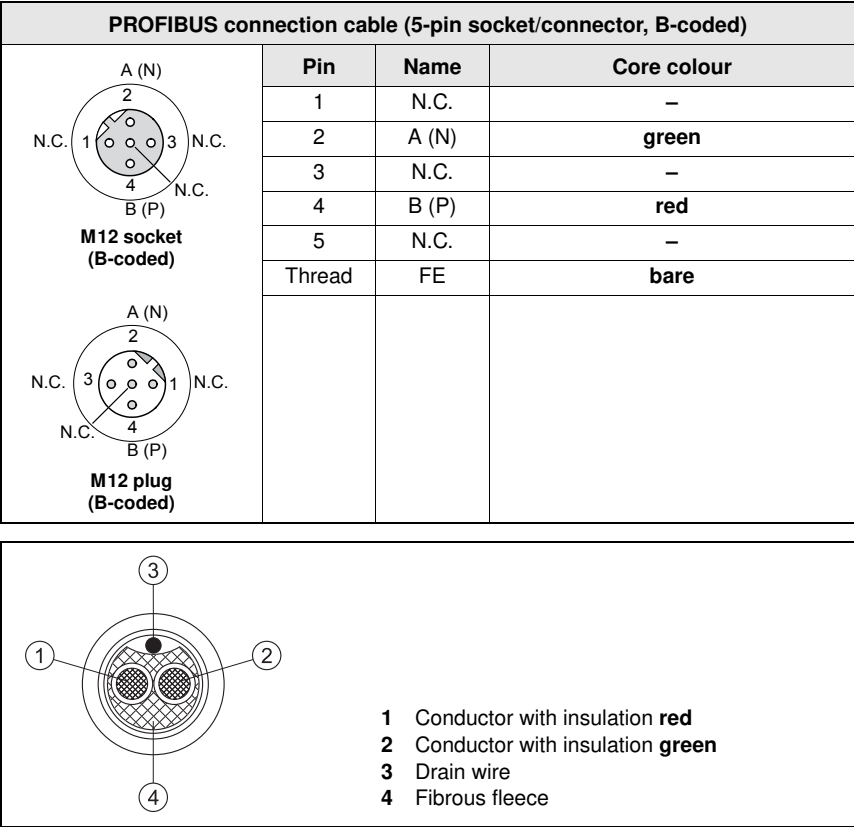 PROFIBUS connection cable (5-pin socket/connector, B-coded)
Pin Name Core colour
1 N.C. –
2 A (N) green
3 N.C. –
4 B (P) red
5 N.C. –
Thread FE bare
A (N)
2
N.C. 1 3 N.C.
4
N.C.
B (P)
M12 socket
(B-coded)
A (N)
2
N.C. 3 1 N.C.
4
N.C.
B (P)
M12 plug
(B-coded)
3
1 2
4
1 Conductor with insulation red
2 Conductor with insulation green
3 Drain wire
4 Fibrous fleece